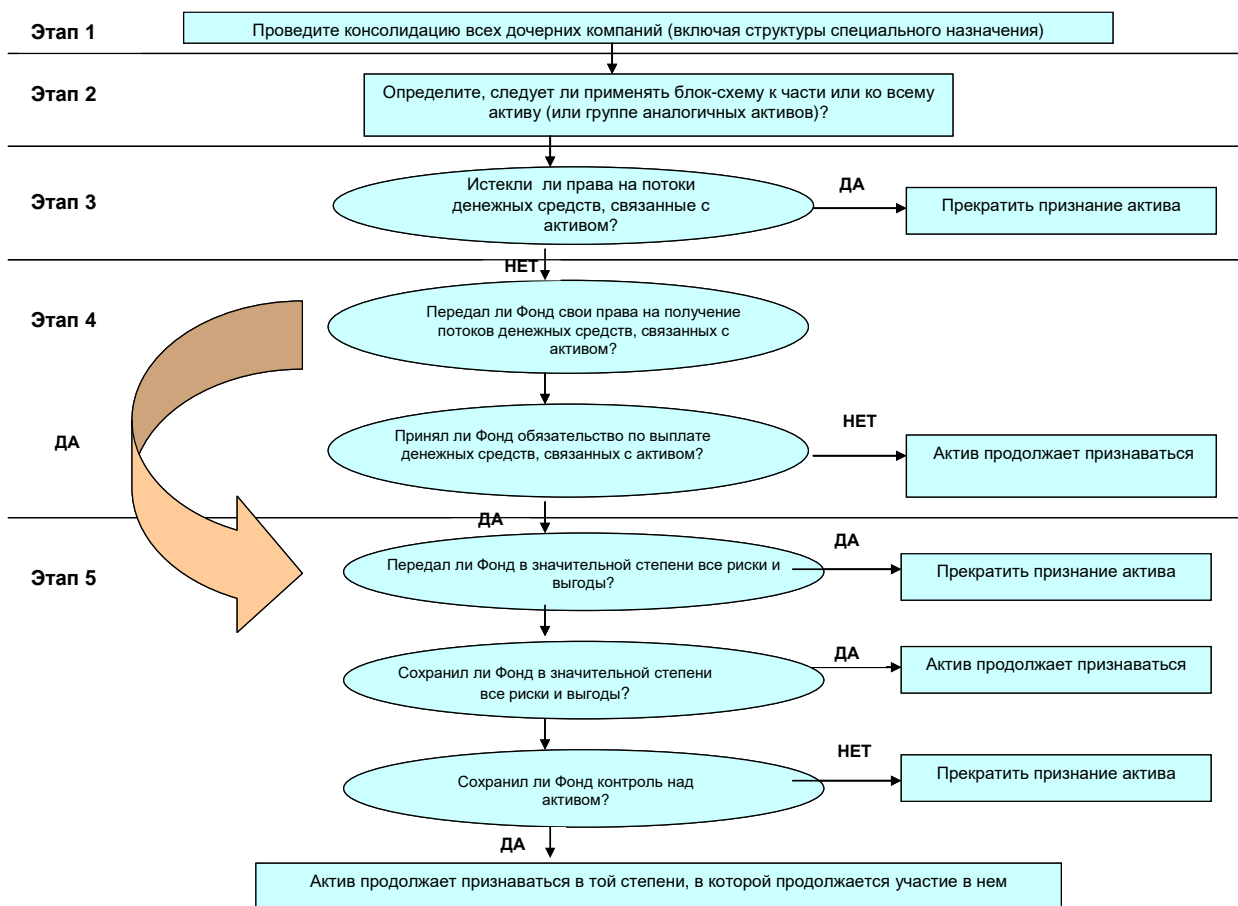 Этап 1
Проведите консолидацию всех дочерних компаний (включая структуры специального назначения)
Этап 2
Определите, следует ли применять блок-схему к части или ко всему
активу (или группе аналогичных активов)?
Этап 3
Истекли ли права на потоки
денежных средств, связанные с
активом?
ДА
Прекратить признание актива
НЕТ
Этап 4
Передал ли Фонд свои права на получение
потоков денежных средств, связанных с
активом?
ДА
Принял ли Фонд обязательство по выплате
денежных средств, связанных с активом?
НЕТ
Актив продолжает признаваться
ДА
Этап 5
Передал ли Фонд в значительной степени все риски и
выгоды?
ДА
Прекратить признание актива
Сохранил ли Фонд в значительной степени
все риски и выгоды?
ДА
Актив продолжает признаваться
Сохранил ли Фонд контроль над
активом?
НЕТ
Прекратить признание актива
ДА
Актив продолжает признаваться в той степени, в которой продолжается участие в нем